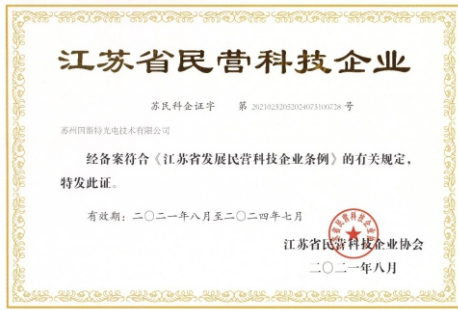 江苏省民营科技企业
苏民科企证字 第 20210232032024073100728 号
苏州四斯特光电技术有限公司
经备案符合《江苏省发展民营科技企业条例》的有关规定，
特发此证。
有效期：二〇二一年八月至二〇二四年七月
江苏省民营科技企业协会
二〇二一年八月